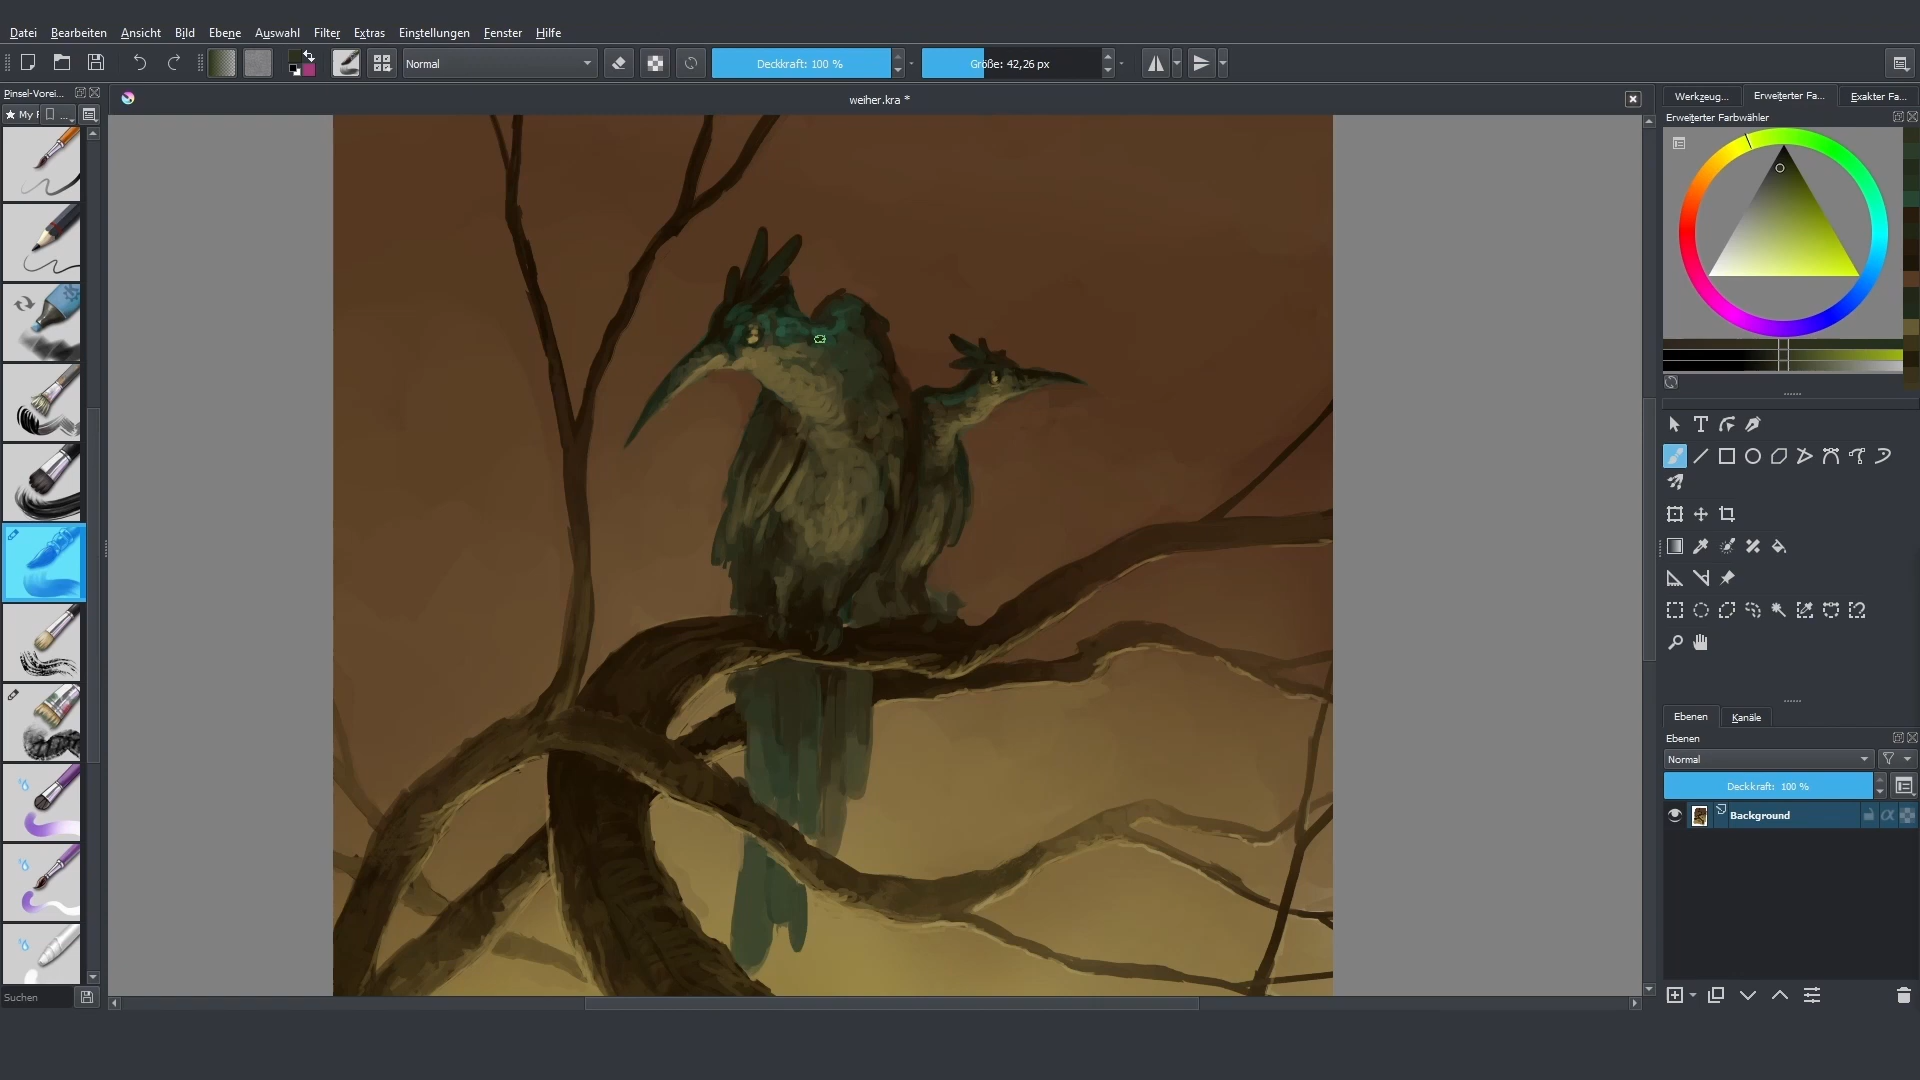 Datei Bearbeiten Ansicht Bild Ebene Auswahl Filter Extras Einstellungen Fenster Hilfe
Normal Deckkraft: 100 % Größe: 42,26 px
Pinsel-Vorei...
weiher.kra *
Werkzeug... Erweiterter Fa... Exakter Fa...
My F ...
Erweiterter Farbwähler
Ebenen Kanäle
Ebenen
Normal
Deckkraft: 100 %
Background
Suchen